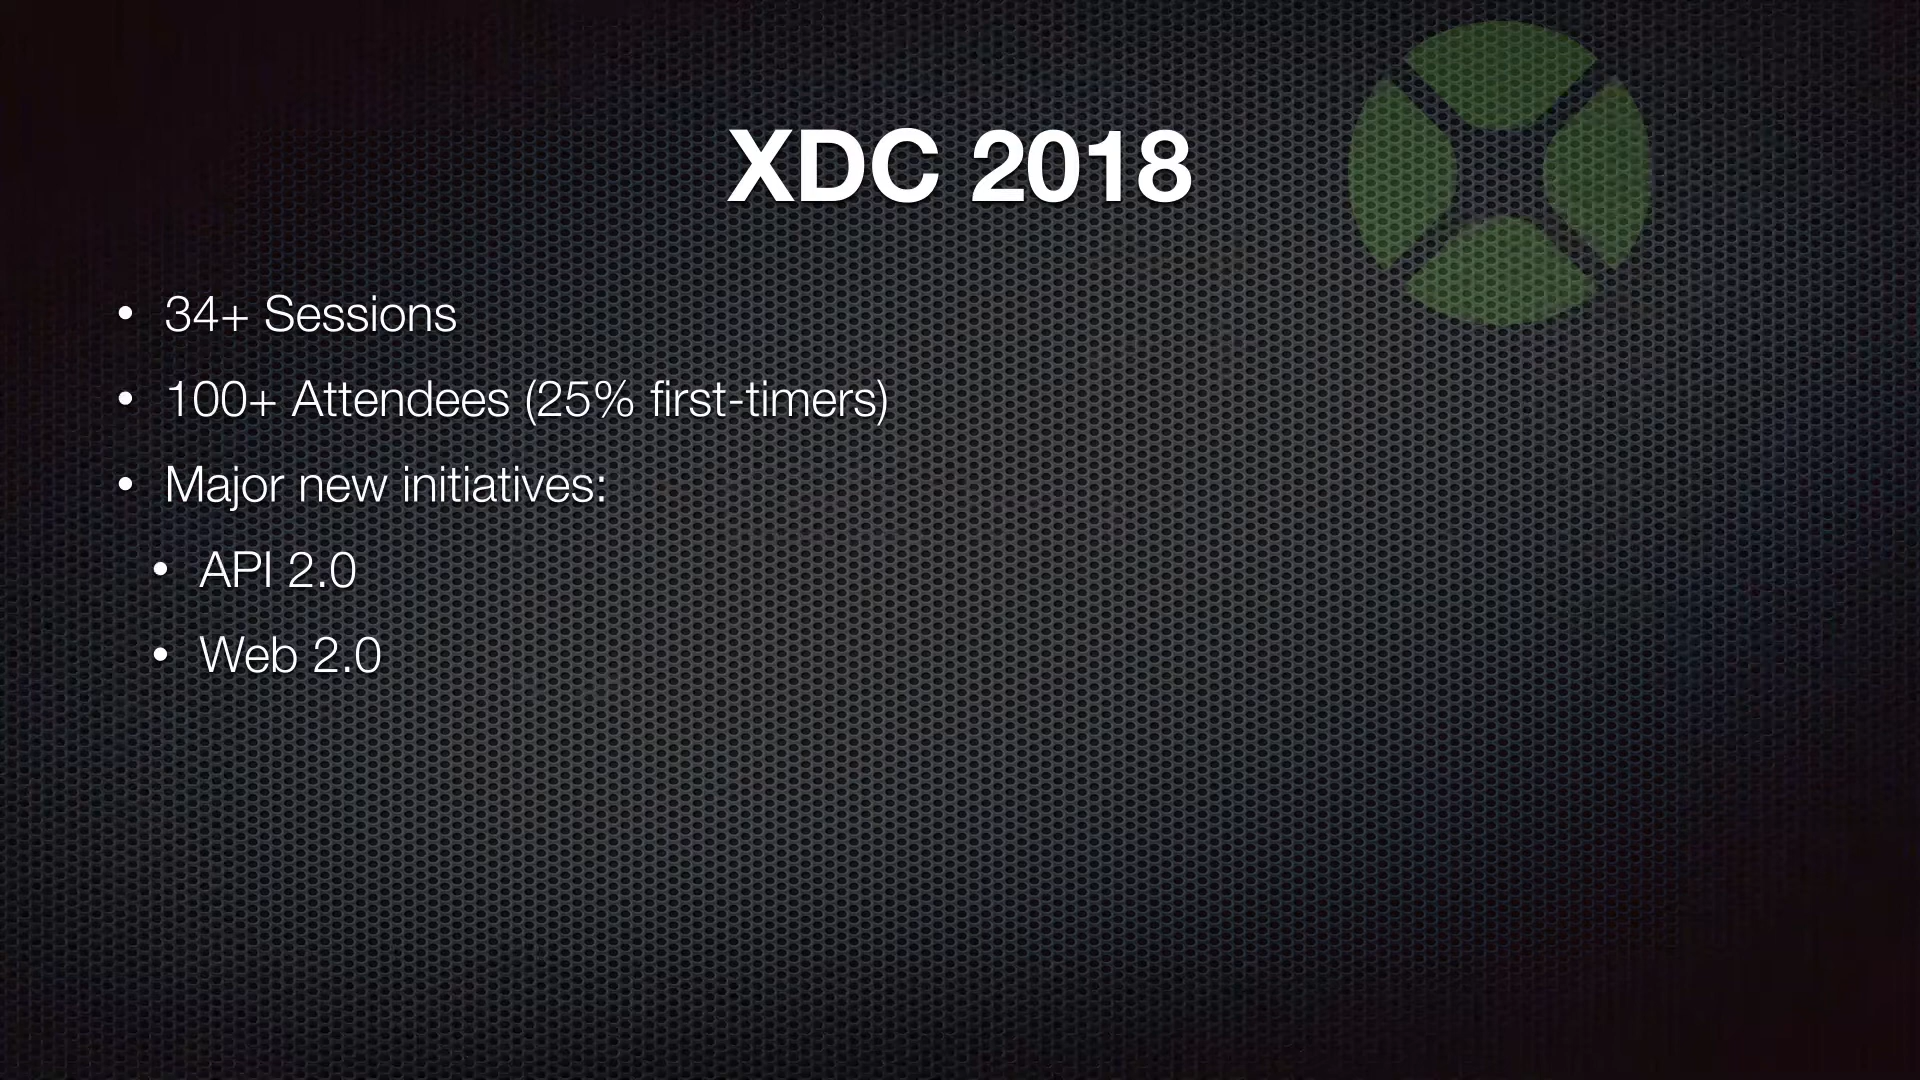 XDC 2018
• 34+ Sessions
• 100+ Attendees (25% first-timers)
• Major new initiatives:
• API 2.0
• Web 2.0